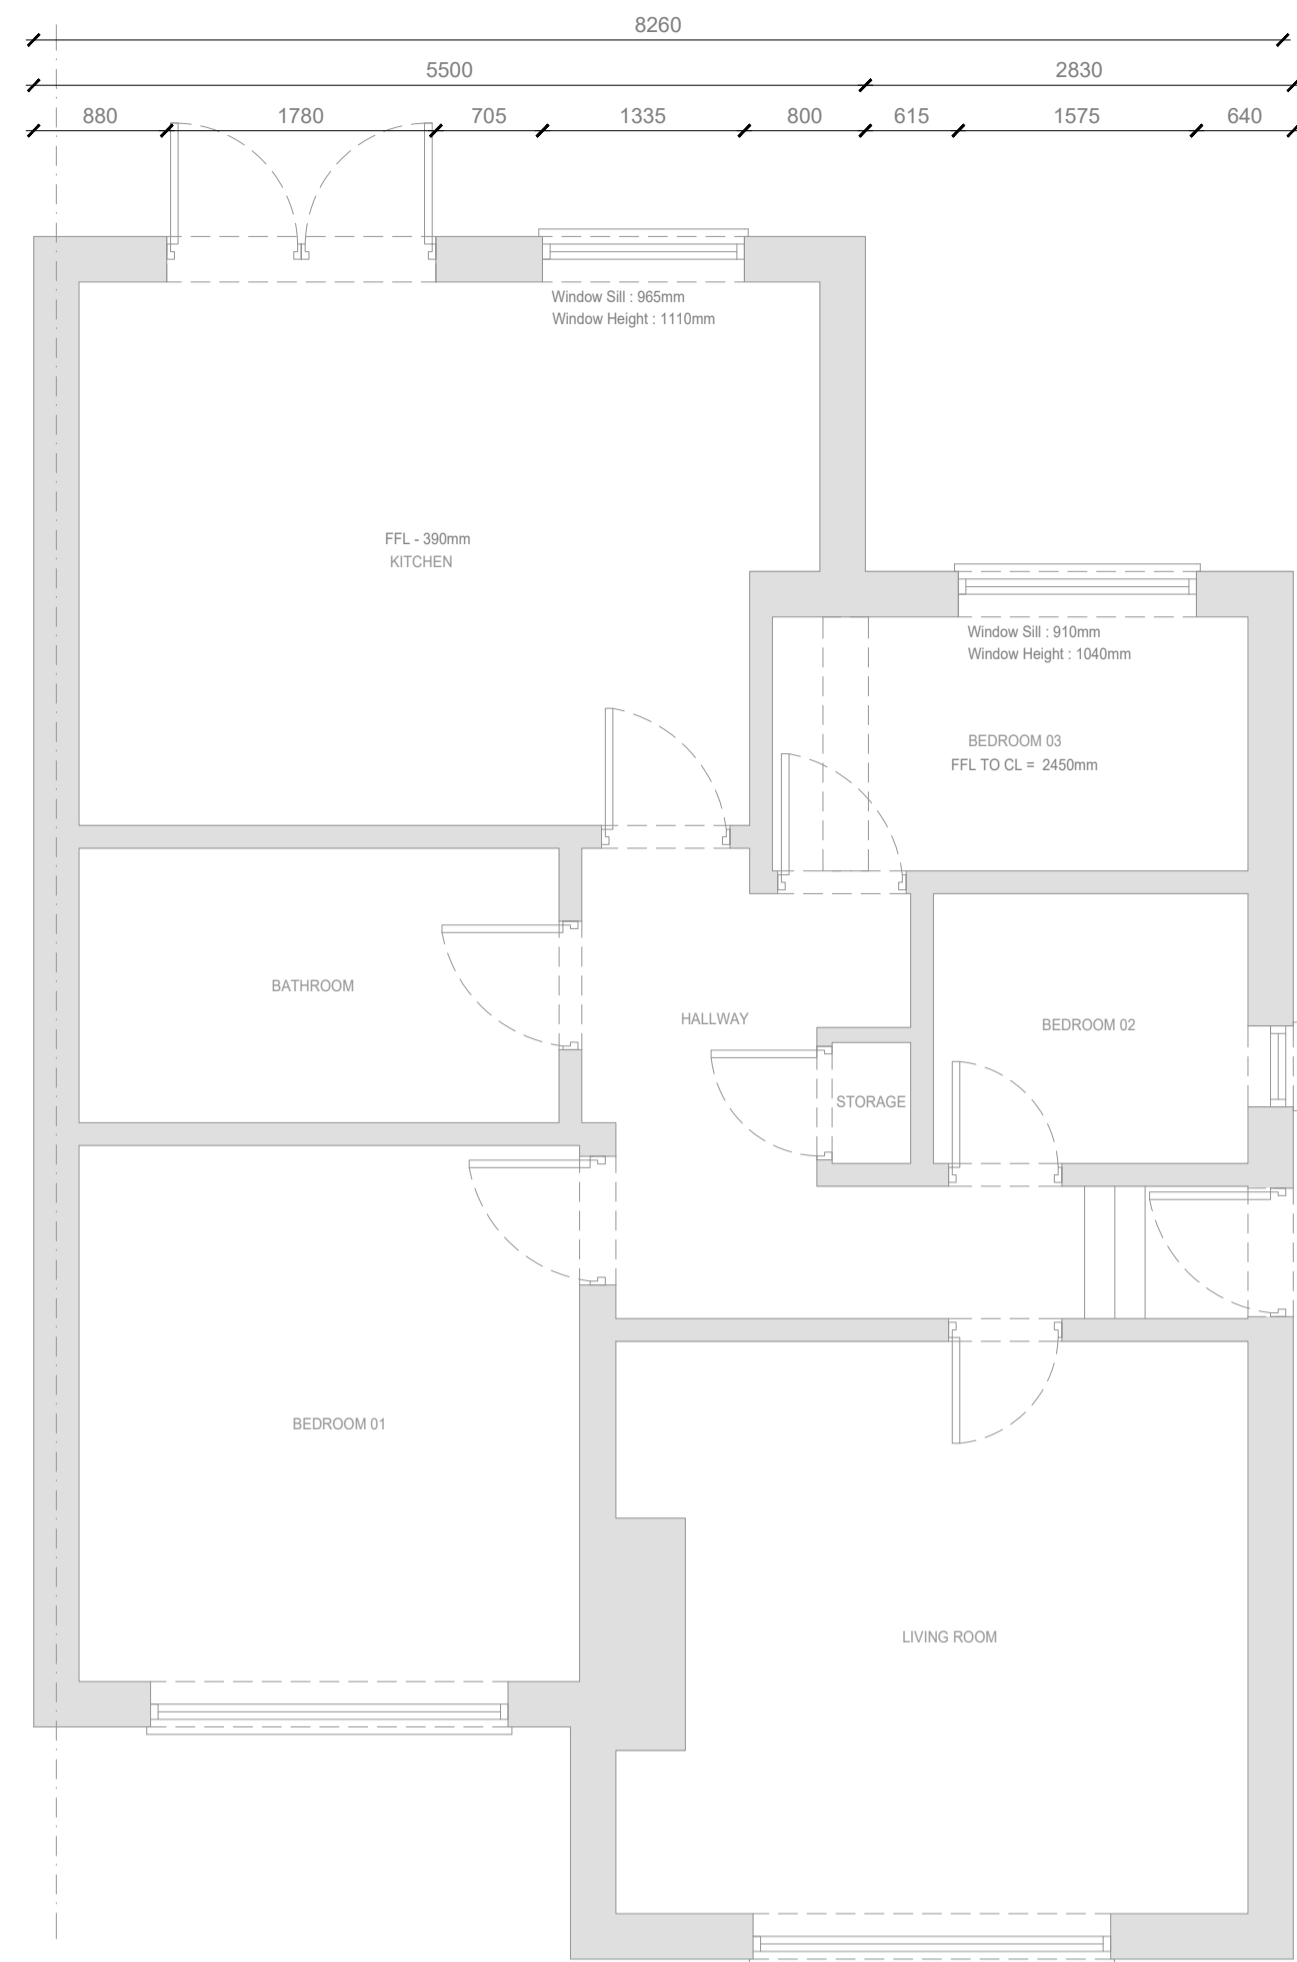 8260
5500 2830
880 1780 705 1335 800 615 1575 640
Window Sill : 965mm
Window Height : 1110mm
FFL - 390mm
KITCHEN
Window Sill : 910mm
Window Height : 1040mm
BEDROOM 03
FFL TO CL = 2450mm
BATHROOM
HALLWAY
BEDROOM 02
STORAGE
BEDROOM 01
LIVING ROOM